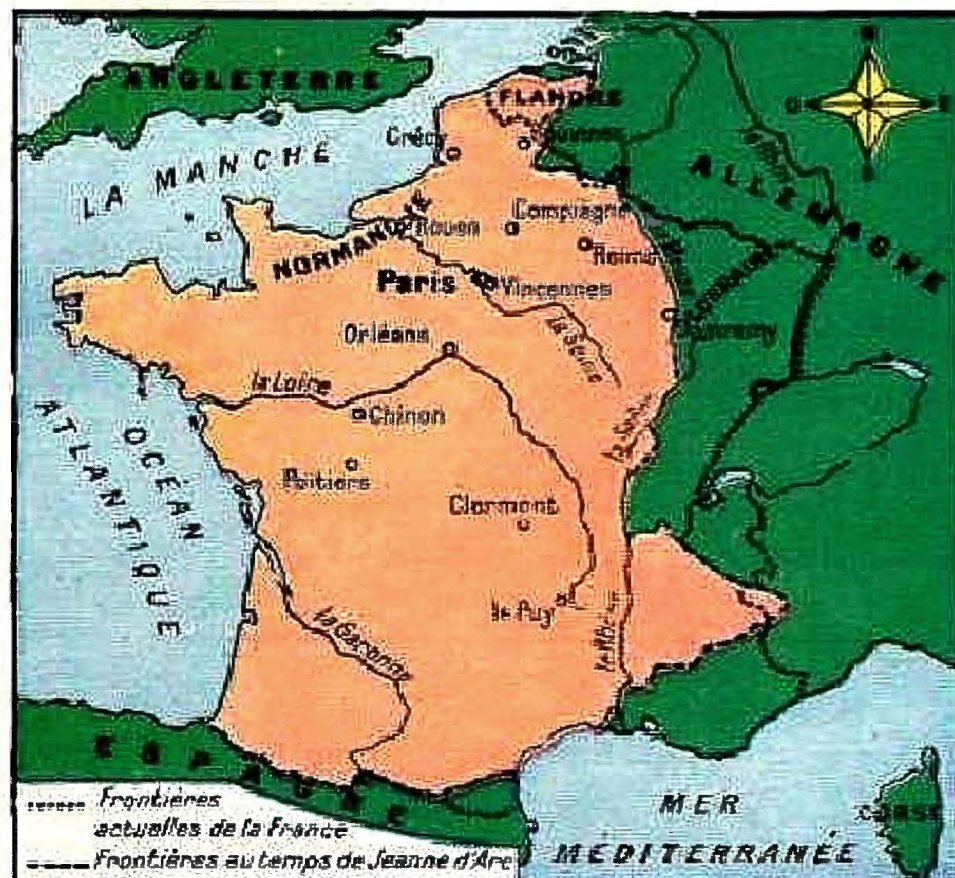 ANGLETERRE
FLANDRE
N
O
E
Crécy
LA MANCHE
ALLEMAGNE
Compiègne
Rouen
NORMANDIE
Reims
Paris
Vincennes
la Seine
Orléans
la Loire
Chinon
OCÉAN
ATLANTIQUE
Poitiers
Clermont
le Puy
la Garonne
ESPAGNE
MER
MÉDITERRANÉE
CORSE
Frontières
actuelles de la France
Frontières au temps de Jeanne d'Arc